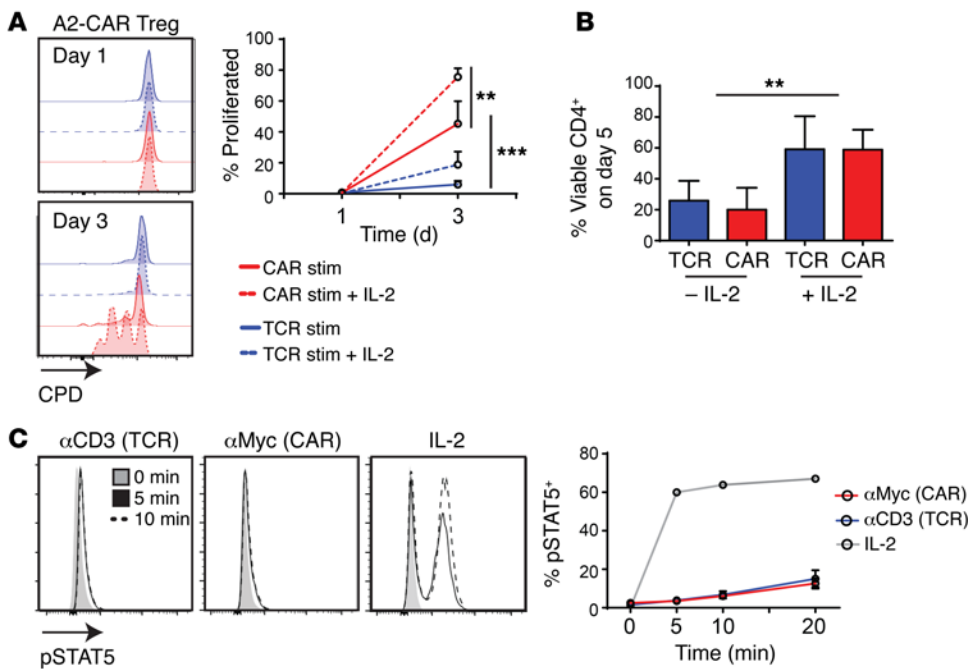 A
A2-CAR Treg
Day 1
Day 3
CPD
% Proliferated
100
80
60
40
20
1
3
Time (d)
**
***
CAR stim
CAR stim + IL-2
TCR stim
TCR stim + IL-2
B
% Viable CD4+
on day 5
100
80
60
40
20
0
**
TCR CAR TCR CAR
– IL-2 + IL-2
C
αCD3 (TCR)
αMyc (CAR)
IL-2
0 min
5 min
10 min
pSTAT5
% pSTAT5+
80
60
40
20
0
0 5 10 20
Time (min)
αMyc (CAR)
αCD3 (TCR)
IL-2